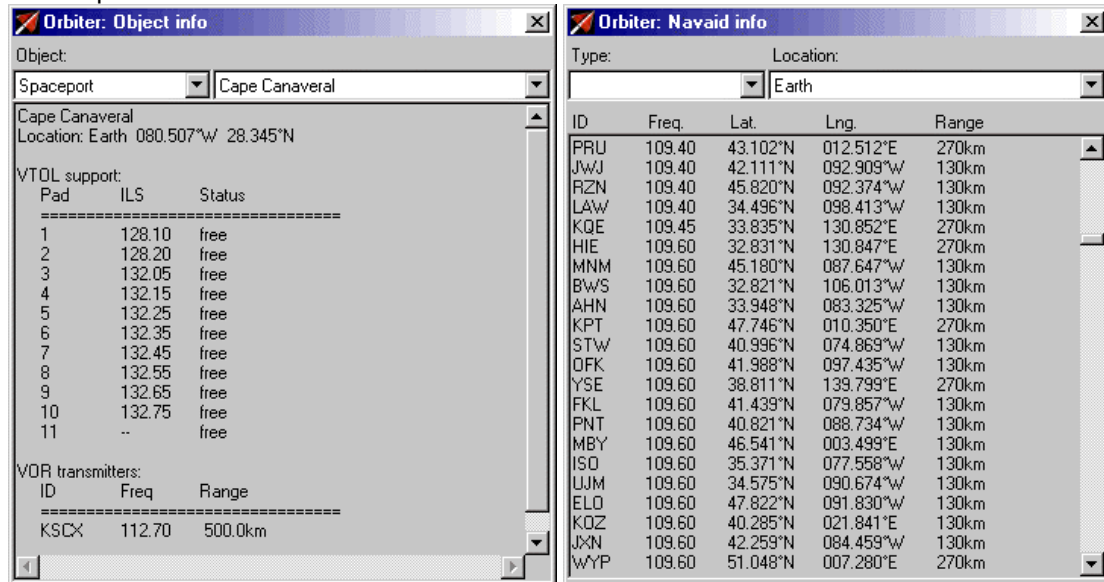 Orbiter: Object info
Object:
Spaceport Cape Canaveral
Cape Canaveral
Location: Earth 080.507°W 28.345°N
VTOL support:
Pad ILS Status
==================================
1 128.10 free
2 128.20 free
3 132.05 free
4 132.15 free
5 132.25 free
6 132.35 free
7 132.45 free
8 132.55 free
9 132.65 free
10 132.75 free
11 -- free
VOR transmitters:
ID Freq Range
==================================
KSCX 112.70 500.0km
Orbiter: Navaid info
Type: Location:
Earth
ID Freq. Lat. Lng. Range
PRU 109.40 43.102°N 012.512°E 270km
JWJ 109.40 42.111°N 092.909°W 130km
RZN 109.40 45.820°N 092.374°W 130km
LAW 109.40 34.496°N 098.413°W 130km
KQE 109.45 33.835°N 130.852°E 270km
HIE 109.60 32.831°N 130.847°E 270km
MNM 109.60 45.180°N 087.647°W 130km
BWS 109.60 32.821°N 106.013°W 130km
AHN 109.60 33.948°N 083.325°W 130km
KPT 109.60 47.746°N 010.350°E 270km
STW 109.60 40.996°N 074.869°W 130km
OFK 109.60 41.988°N 097.435°W 130km
YSE 109.60 38.811°N 139.799°E 270km
FKL 109.60 41.439°N 079.857°W 130km
PNT 109.60 40.821°N 088.734°W 130km
MBY 109.60 46.541°N 003.499°E 130km
ISO 109.60 35.371°N 077.558°W 130km
UJM 109.60 34.575°N 090.674°W 130km
ELO 109.60 47.822°N 091.830°W 130km
KOZ 109.60 40.285°N 021.841°E 130km
JXN 109.60 42.259°N 084.459°W 130km
WYP 109.60 51.048°N 007.280°E 270km